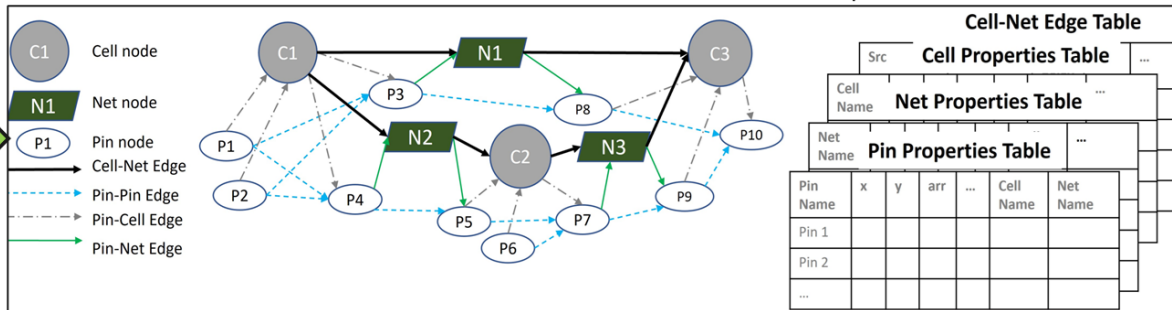 C1
Cell node
N1
Net node
P1
Pin node
Cell-Net Edge
Pin-Pin Edge
Pin-Cell Edge
Pin-Net Edge
C1
N1
C3
P3
P8
P10
P1
N2
C2
N3
P2
P4
P5
P6
P7
P9
Cell-Net Edge Table
Src
Cell Properties Table
...
Cell
Name
Net Properties Table
...
Net
Name
Pin Properties Table
...
Pin
Name
x
y
arr
...
Cell
Name
Net
Name
Pin 1
Pin 2
...